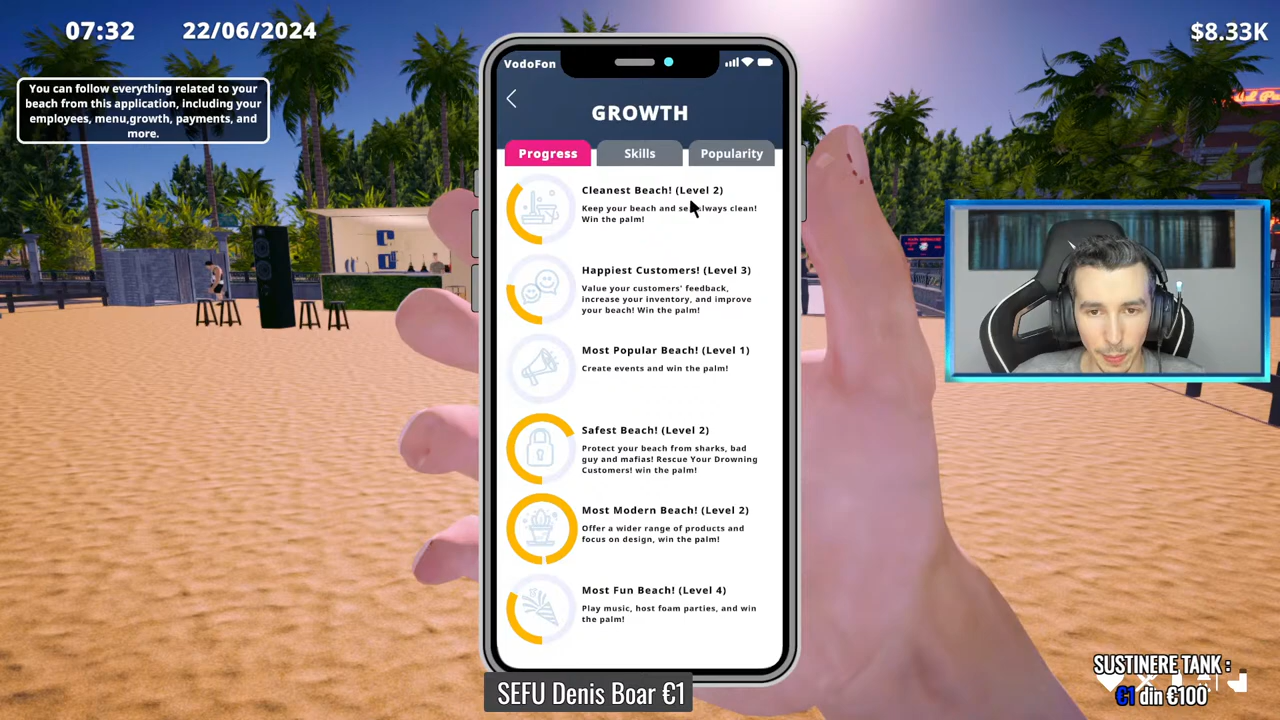 07:32
22/06/2024
$8.33K
You can follow everything related to your
beach from this application, including your
employees, menu,growth, payments, and
more.
VodoFon
GROWTH
Progress
Skills
Popularity
Cleanest Beach! (Level 2)
Keep your beach and always clean!
Win the palm!
Happiest Customers! (Level 3)
Value your customers' feedback,
increase your inventory, and improve
your beach! Win the palm!
Most Popular Beach! (Level 1)
Create events and win the palm!
Safest Beach! (Level 2)
Protect your beach from sharks, bad
guy and mafias! Rescue Your Drowning
Customers! win the palm!
Most Modern Beach! (Level 2)
Offer a wider range of products and
focus on design, win the palm!
Most Fun Beach! (Level 4)
Play music, host foam parties, and win
the palm!
SEFU Denis Boar €1
SUSTINERE TANK :
€1 din €100